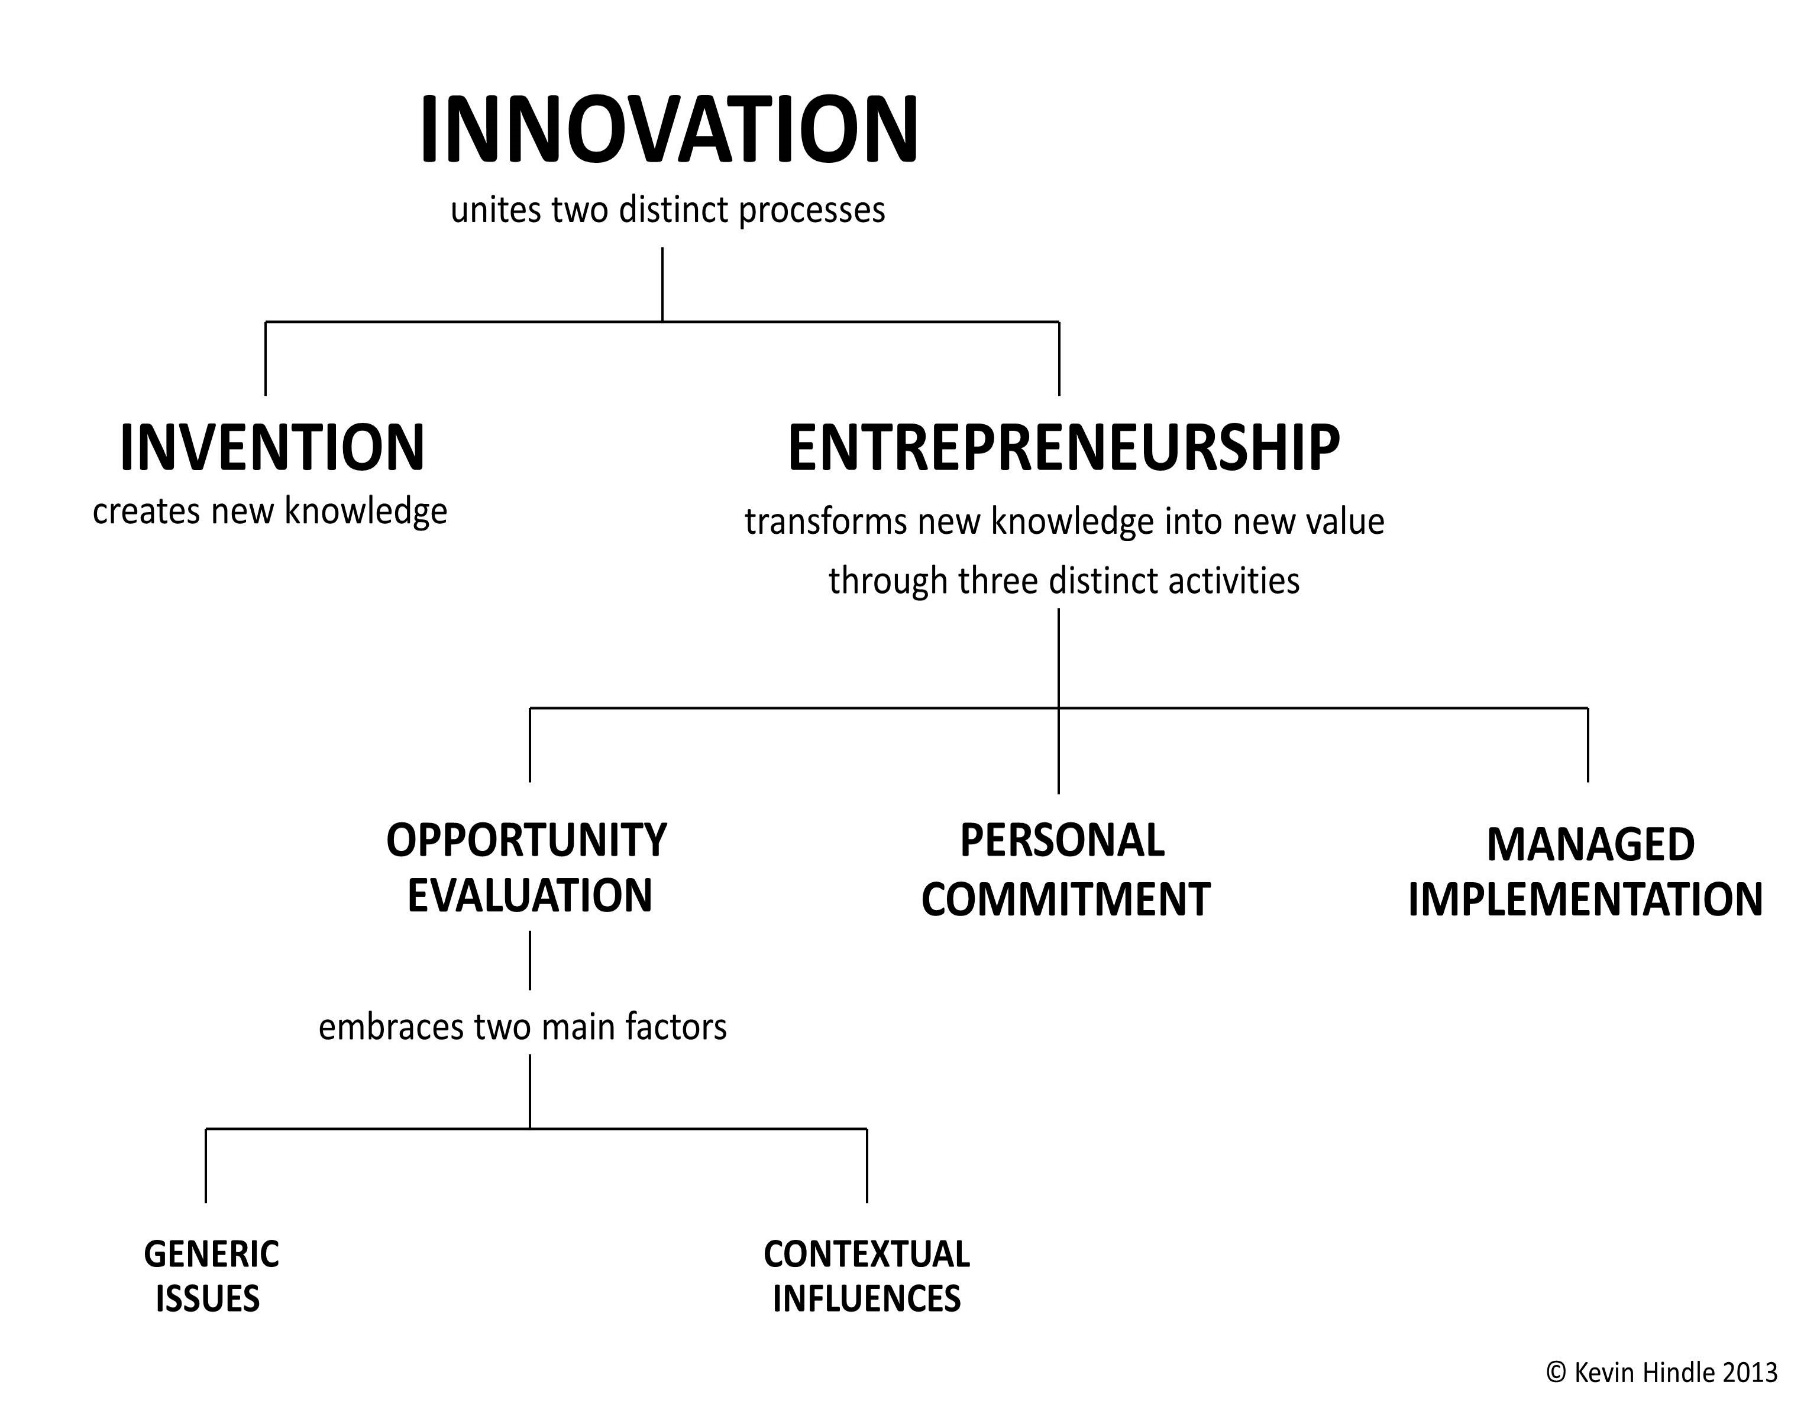 INNOVATION
unites two distinct processes
INVENTION
creates new knowledge
ENTREPRENEURSHIP
transforms new knowledge into new value
through three distinct activities
OPPORTUNITY
EVALUATION
PERSONAL
COMMITMENT
MANAGED
IMPLEMENTATION
embraces two main factors
GENERIC
ISSUES
CONTEXTUAL
INFLUENCES
© Kevin Hindle 2013